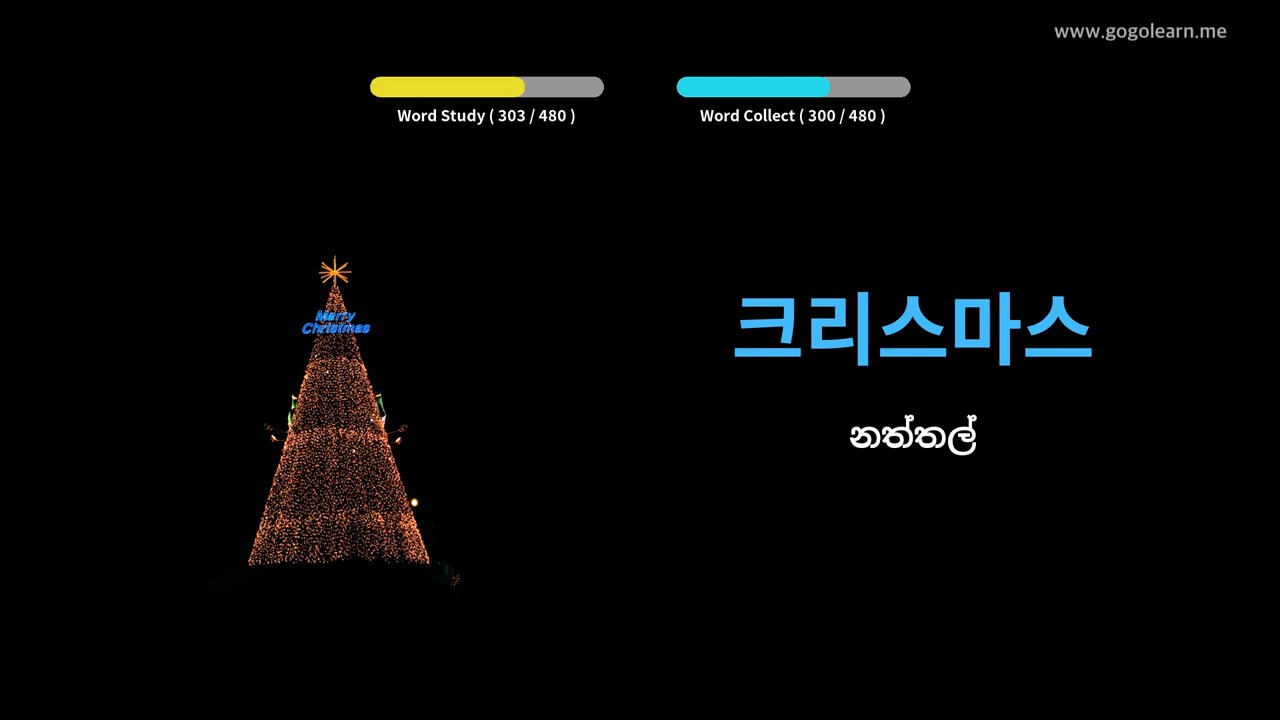 www.gogolearn.me
Word Study ( 303 / 480 )
Word Collect ( 300 / 480 )
Merry
Christmas
크리스마스
නත්තල්